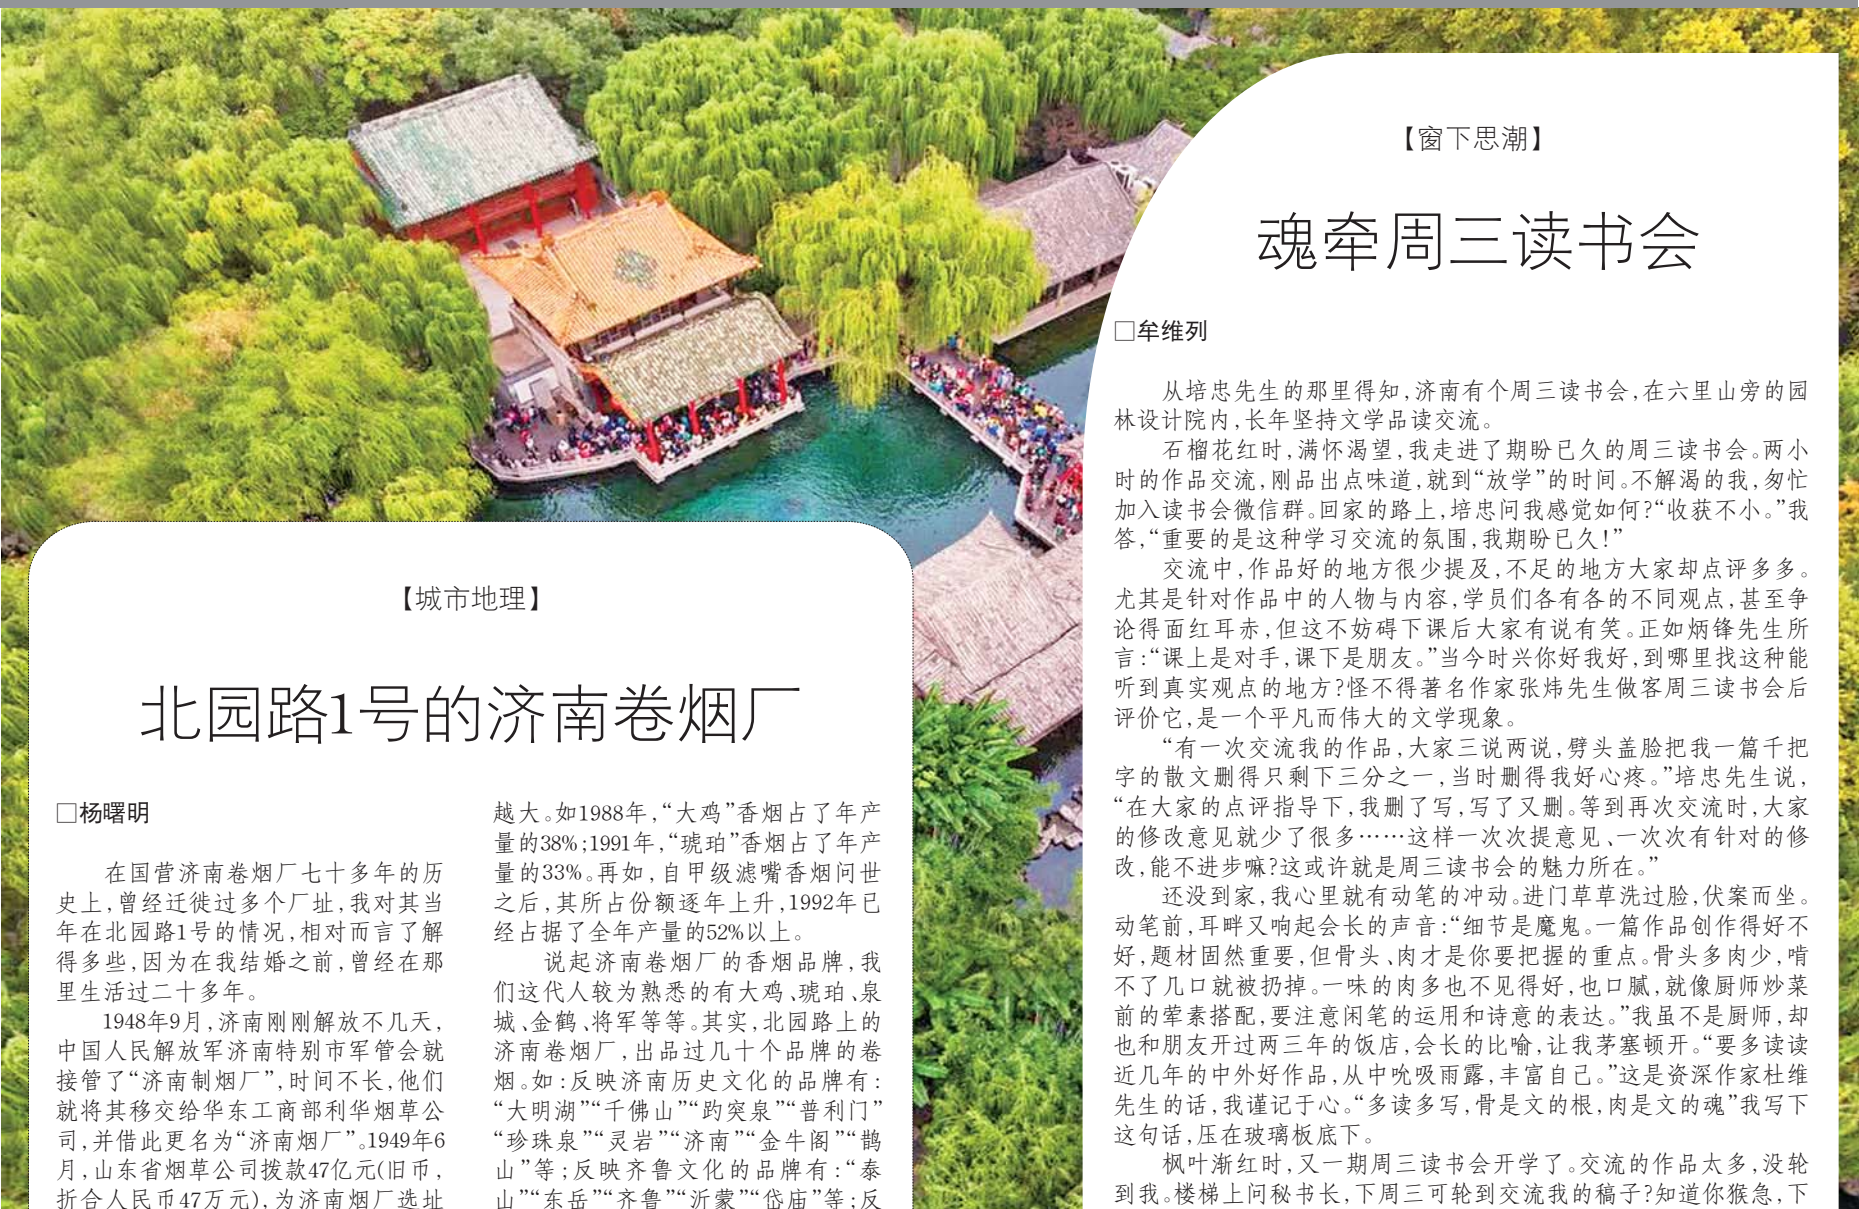 【城市地理】
北园路1号的济南卷烟厂
□杨曙明
在国营济南卷烟厂七十多年的历
史上,曾经迁徙过多个厂址,我对其当
年在北园路1号的情况,相对而言了解
得多些,因为在我结婚之前,曾经在那
里生活过二十多年。
1948年9月,济南刚刚解放不几天,
中国人民解放军济南特别市军管会就
接管了“济南制烟厂”,时间不长,他们
就将其移交给华东工商部利华烟草公
司,并借此更名为“济南烟厂”。1949年6
月,山东省烟草公司拨款47亿元(旧币,
折合人民币47万元),为济南烟厂选址
越大。如1988年,“大鸡”香烟占了年产
量的38%;1991年,“琥珀”香烟占了年产
量的33%。再如,自甲级滤嘴香烟问世
之后,其所占份额逐年上升,1992年已
经占据了全年产量的52%以上。
说起济南卷烟厂的香烟品牌,我
们这代人较为熟悉的有大鸡、琥珀、泉
城、金鹤、将军等等。其实,北园路上的
济南卷烟厂,出品过几十个品牌的卷
烟。如:反映济南历史文化的品牌有:
“大明湖”“千佛山”“趵突泉”“普利门”
“珍珠泉”“灵岩”“济南”“金牛阁”“鹊
山”等;反映齐鲁文化的品牌有:“泰
山”“东岳”“齐鲁”“沂蒙”“岱庙”等;反
【窗下思潮】
魂牵周三读书会
□牟维列
从培忠先生的那里得知,济南有个周三读书会,在六里山旁的园
林设计院内,长年坚持文学品读交流。
石榴花红时,满怀渴望,我走进了期盼已久的周三读书会。两小
时的作品交流,刚品出点味道,就到“放学”的时间。不解渴的我,匆忙
加入读书会微信群。回家的路上,培忠问我感觉如何?“收获不小。”我
答,“重要的是这种学习交流的氛围,我期盼已久!”
交流中,作品好的地方很少提及,不足的地方大家却点评多多。
尤其是针对作品中的人物与内容,学员们各有各的不同观点,甚至争
论得面红耳赤,但这不妨碍下课后大家有说有笑。正如炳锋先生所
言:“课上是对手,课下是朋友。”当今时兴你好我好,到哪里找这种能
听到真实观点的地方?怪不得著名作家张炜先生做客周三读书会后
评价它,是一个平凡而伟大的文学现象。
“有一次交流我的作品,大家三说两说,劈头盖脸把我一篇千把
字的散文删得只剩下三分之一,当时删得我好心疼。”培忠先生说,
“在大家的点评指导下,我删了写,写了又删。等到再次交流时,大家
的修改意见就少了很多……这样一次次提意见、一次次有针对的修
改,能不进步嘛?这或许就是周三读书会的魅力所在。”
还没到家,我心里就有动笔的冲动。进门草草洗过脸,伏案而坐。
动笔前,耳畔又响起会长的声音:“细节是魔鬼。一篇作品创作得好不
好,题材固然重要,但骨头、肉才是你要把握的重点。骨头多肉少,啃
不了几口就被扔掉。一味的肉多也不见得好,也口腻,就像厨师炒菜
前的荤素搭配,要注意闲笔的运用和诗意的表达。”我虽不是厨师,却
也和朋友开过两三年的饭店,会长的比喻,让我茅塞顿开。“要多读读
近几年的中外好作品,从中吮吸雨露,丰富自己。”这是资深作家杜维
先生的话,我谨记于心。“多读多写,骨是文的根,肉是文的魂”我写下
这句话,压在玻璃板底下。
枫叶渐红时,又一期周三读书会开学了。交流的作品太多,没轮
到我。楼梯上问秘书长,下周三可轮到交流我的稿子?知道你猴急,下